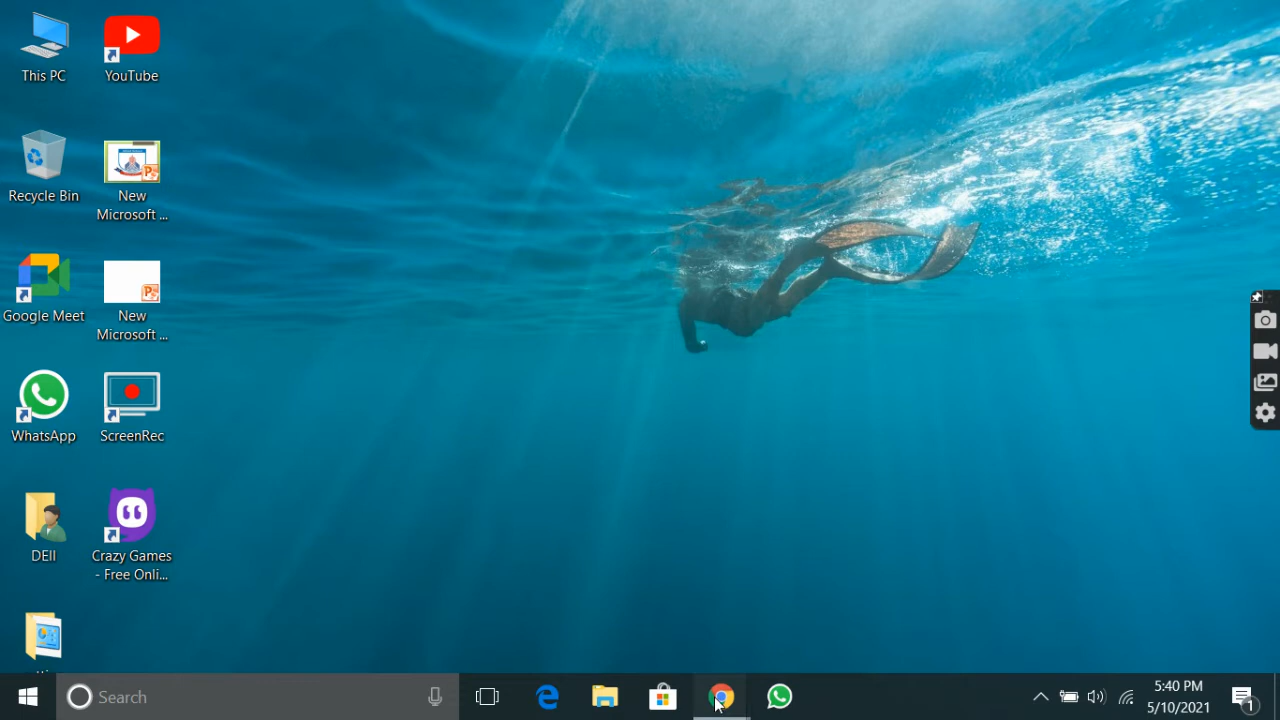 This PC
YouTube
Recycle Bin
New
Microsoft ...
Google Meet
New
Microsoft ...
WhatsApp
ScreenRec
DEll
Crazy Games
- Free Onli...
Search
5:40 PM
5/10/2021
1